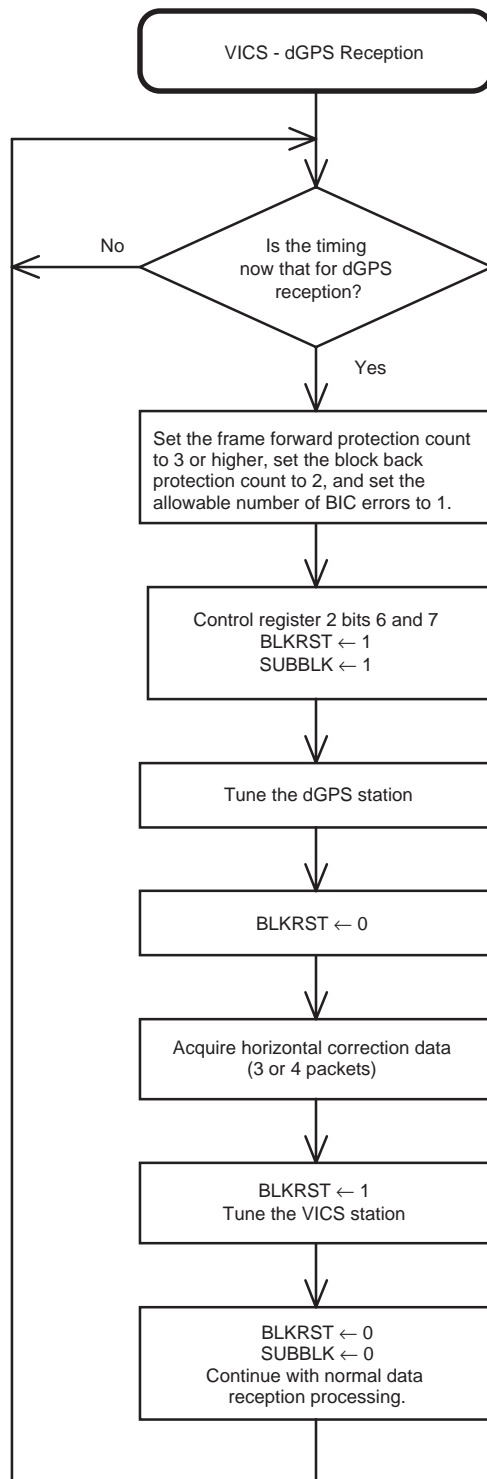 VICS - dGPS Reception
No
Is the timing
now that for dGPS
reception?
Yes
Set the frame forward protection count
to 3 or higher, set the block back
protection count to 2, and set the
allowable number of BIC errors to 1.
Control register 2 bits 6 and 7
BLKRST ← 1
SUBBLK ← 1
Tune the dGPS station
BLKRST ← 0
Acquire horizontal correction data
(3 or 4 packets)
BLKRST ← 1
Tune the VICS station
BLKRST ← 0
SUBBLK ← 0
Continue with normal data
reception processing.